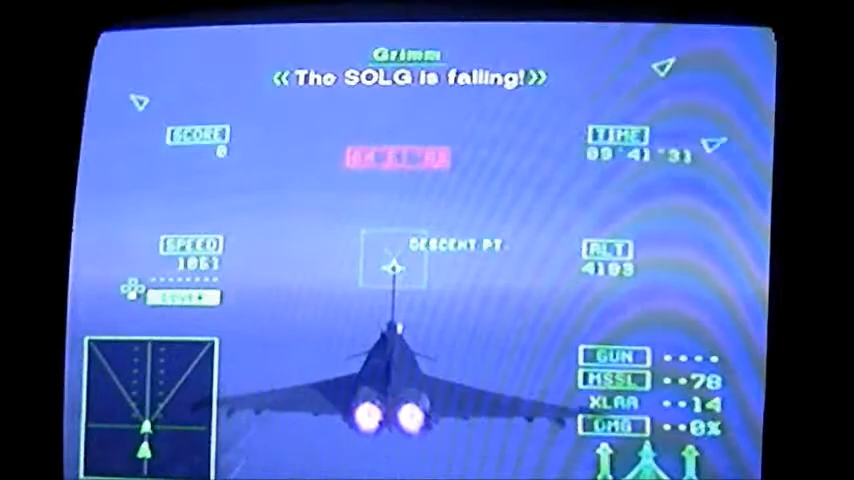 Grimm
<<The SOLG is falling!>>
SCORE
0
TIME
09'41"31
DESCENT PT.
SPEED
1051
ALT
4193
COVER
GUN ----
MSSL --78
XLAA --14
DMG --0%